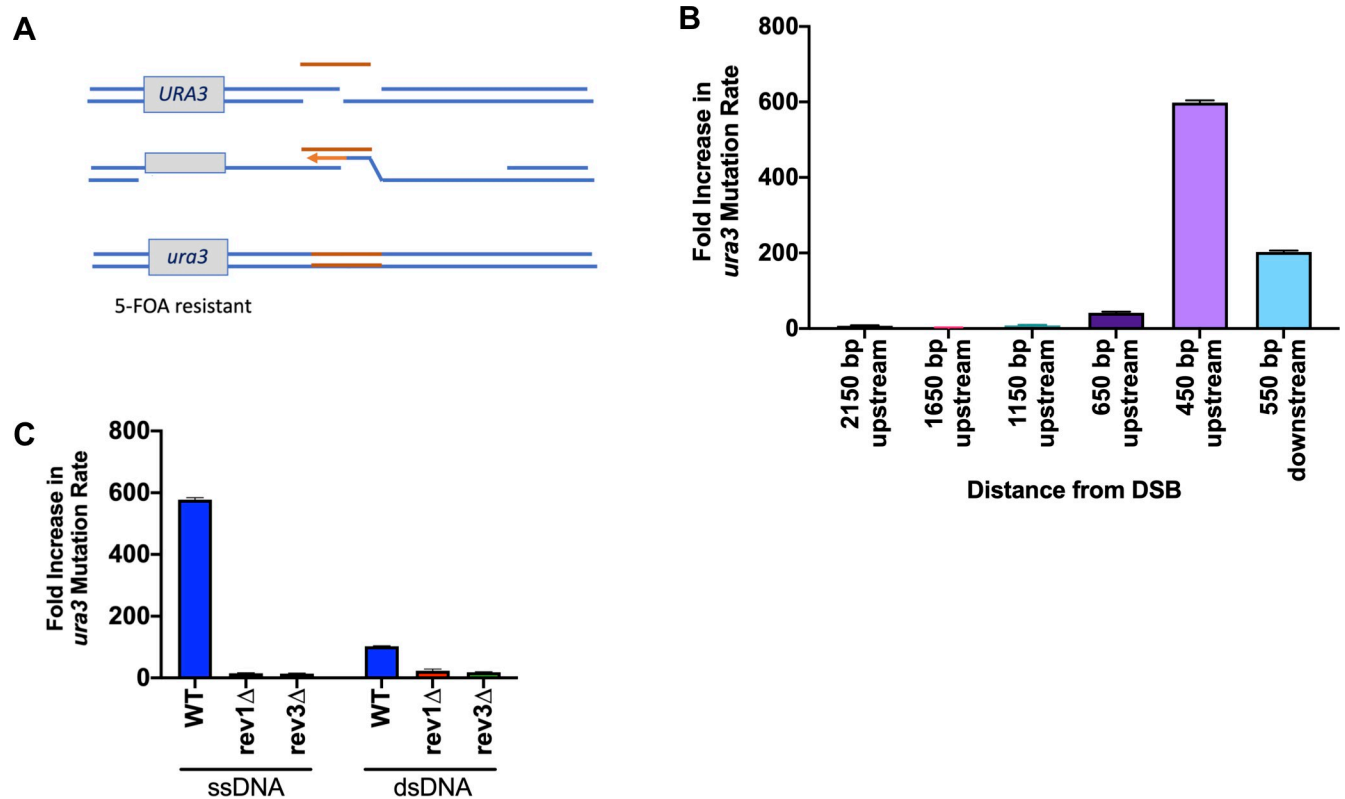 A
URA3
ura3
5-FOA resistant
B
Fold Increase in
ura3 Mutation Rate
800
600
400
200
0
2150 bp
upstream
1650 bp
upstream
1150 bp
upstream
650 bp
upstream
450 bp
upstream
550 bp
downstream
Distance from DSB
C
Fold Increase in
ura3 Mutation Rate
800
600
400
200
0
WT
rev1Δ
rev3Δ
WT
rev1Δ
rev3Δ
ssDNA
dsDNA